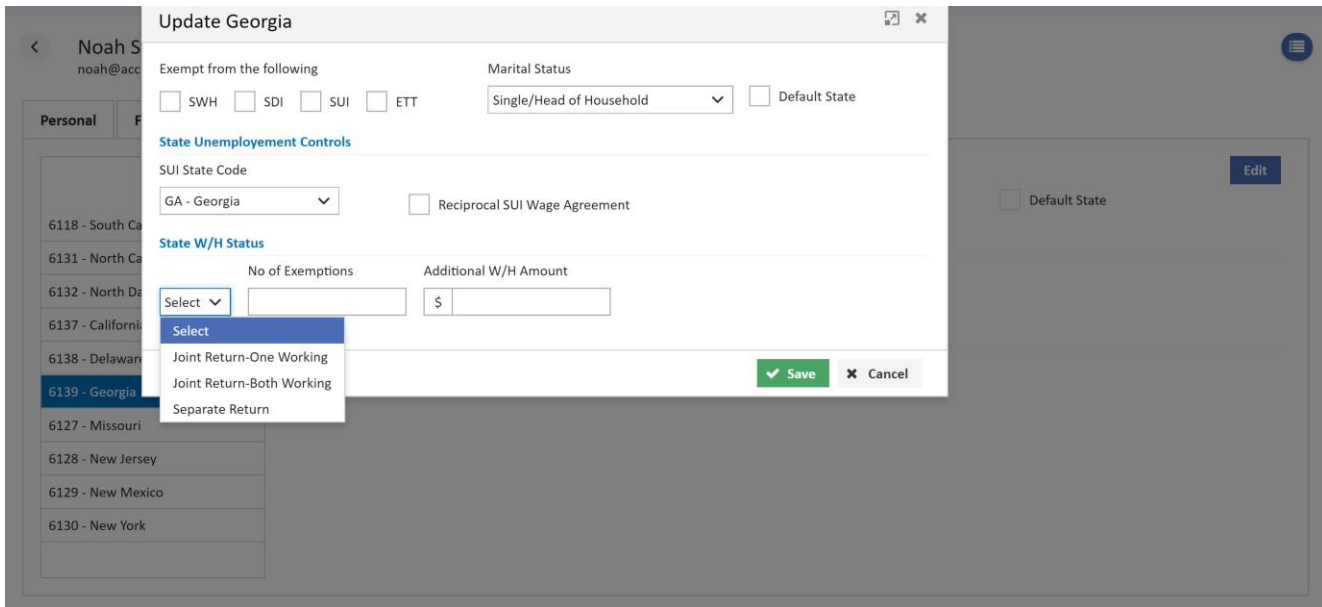 Update Georgia
Noah S
noah@acc
Exempt from the following
Marital Status
SWH SDI SUI ETT
Single/Head of Household
Default State
Personal F
State Unemployement Controls
SUI State Code
Edit
GA - Georgia
Reciprocal SUI Wage Agreement
Default State
6118 - South Ca
State W/H Status
6131 - North Ca
No of Exemptions Additional W/H Amount
6132 - North Da
Select $
6137 - Californi
Select
6138 - Delaware
Joint Return-One Working
Joint Return-Both Working
Separate Return
Save Cancel
6139 - Georgia
6127 - Missouri
6128 - New Jersey
6129 - New Mexico
6130 - New York